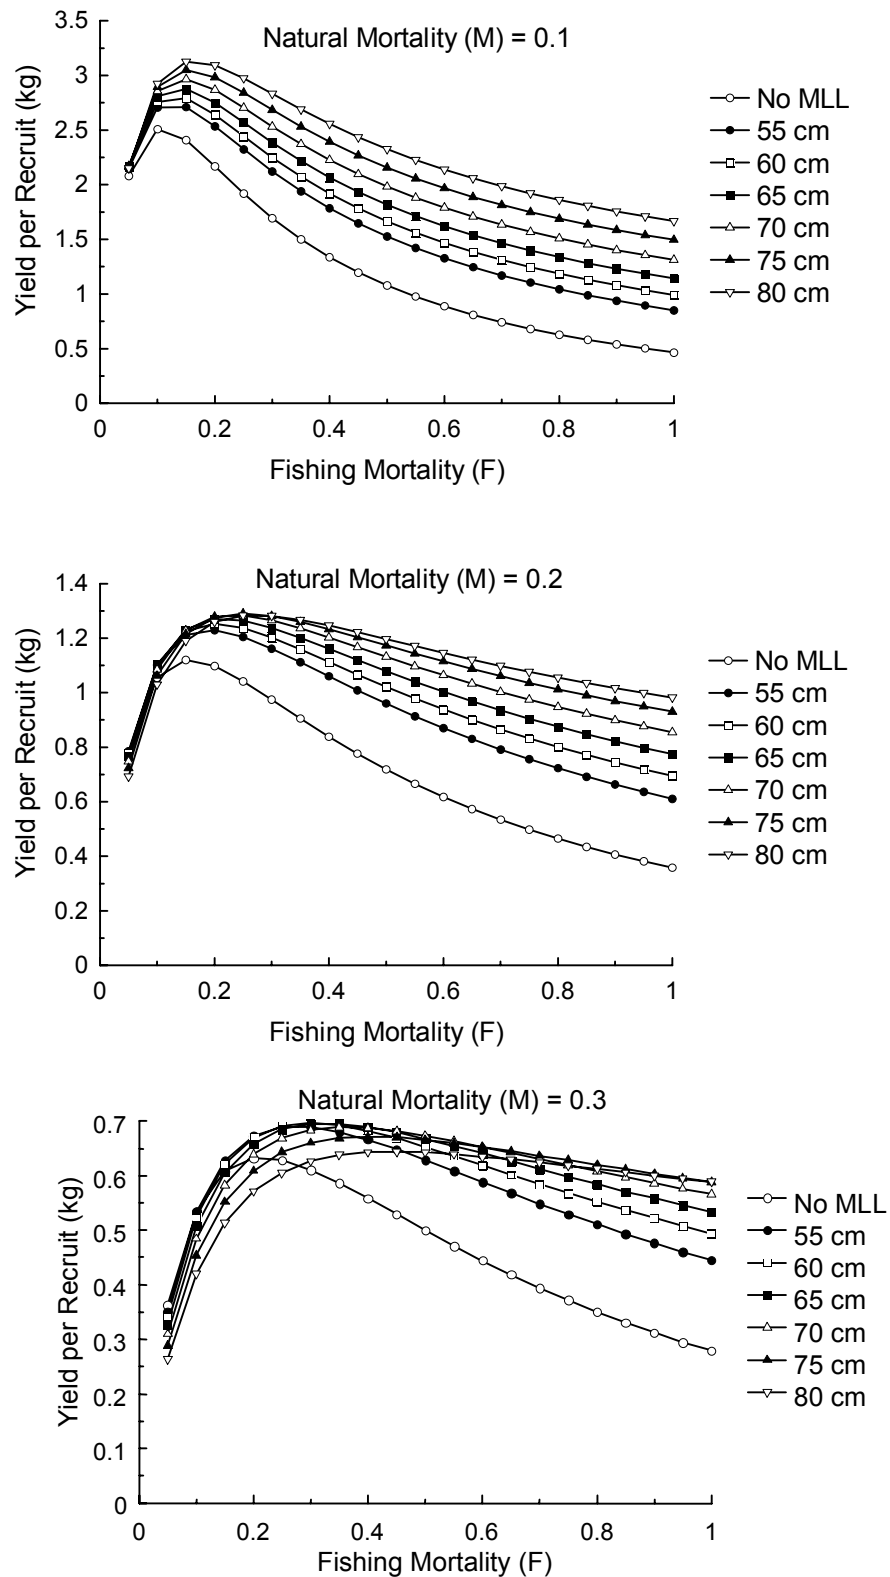 Natural Mortality (M) = 0.1
3.5
3
2.5
2
1.5
1
0.5
0
Yield per Recruit (kg)
0 0.2 0.4 0.6 0.8 1
Fishing Mortality (F)
No MLL
55 cm
60 cm
65 cm
70 cm
75 cm
80 cm
Natural Mortality (M) = 0.2
1.4
1.2
1
0.8
0.6
0.4
0.2
0
Yield per Recruit (kg)
0 0.2 0.4 0.6 0.8 1
Fishing Mortality (F)
No MLL
55 cm
60 cm
65 cm
70 cm
75 cm
80 cm
Natural Mortality (M) = 0.3
0.7
0.6
0.5
0.4
0.3
0.2
0.1
0
Yield per Recruit (kg)
0 0.2 0.4 0.6 0.8 1
Fishing Mortality (F)
No MLL
55 cm
60 cm
65 cm
70 cm
75 cm
80 cm